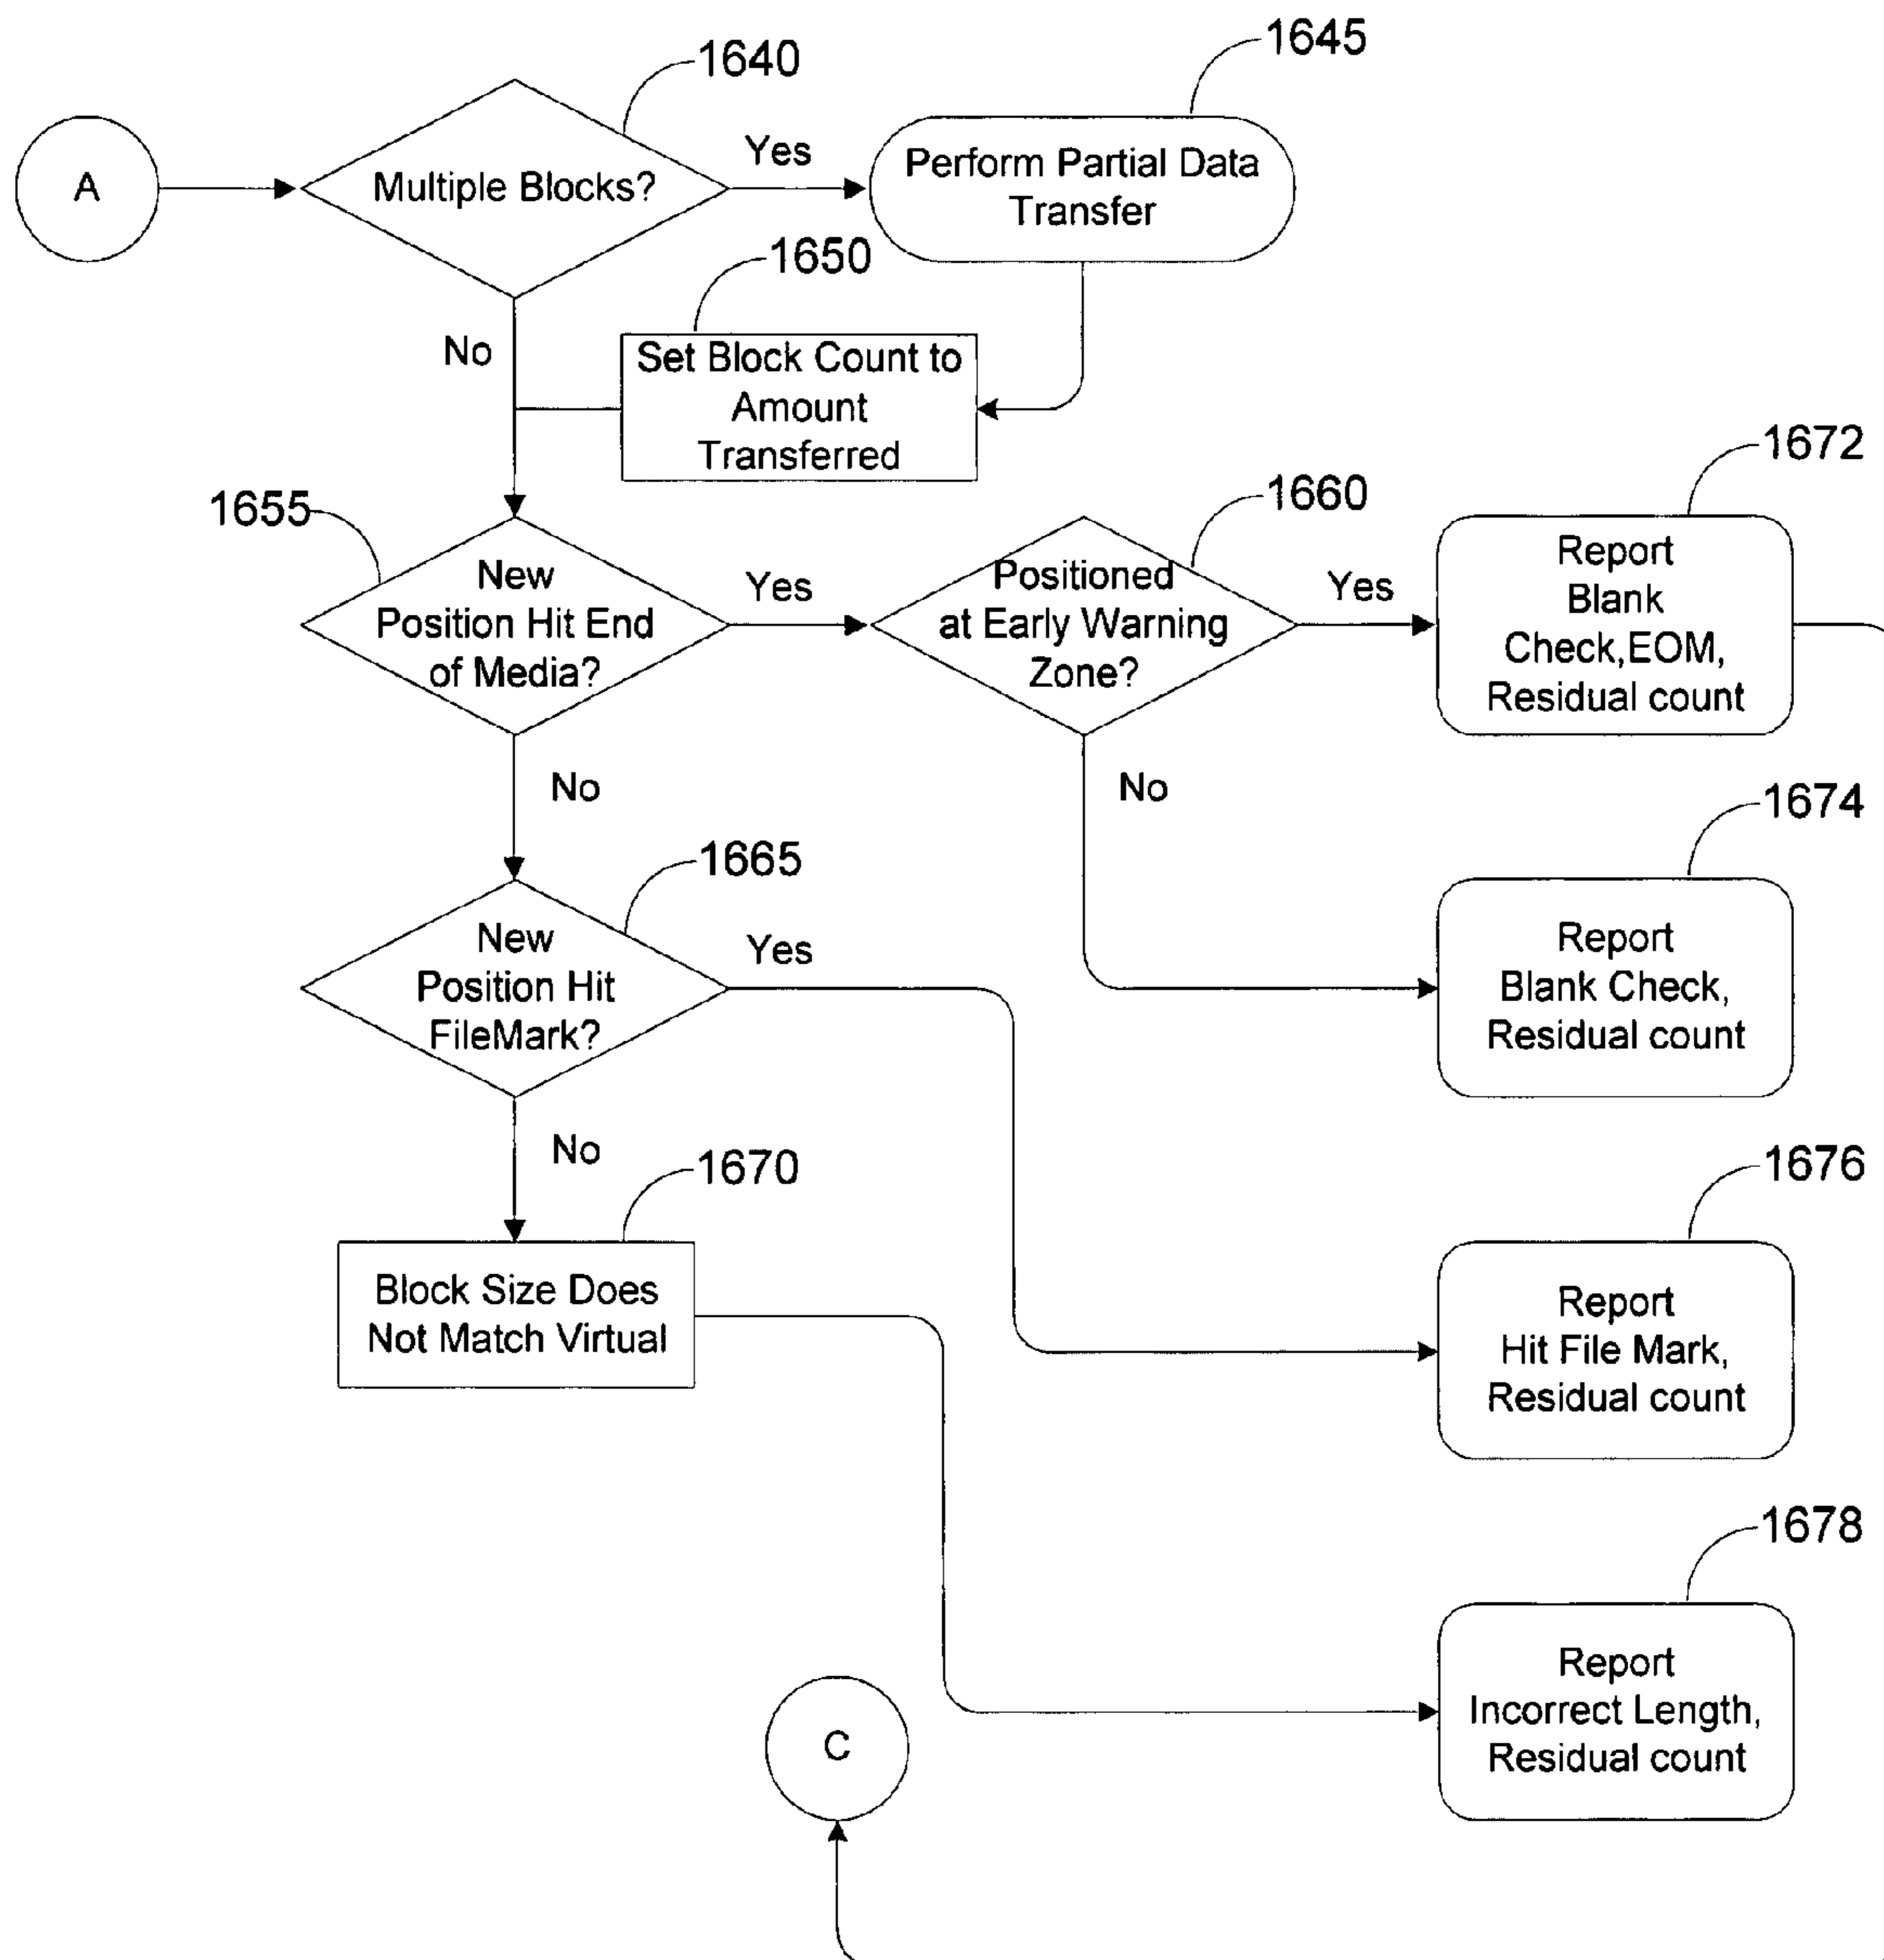 1640
1645
A
Multiple Blocks?
Yes
Perform Partial Data
Transfer
1650
No
Set Block Count to
Amount
Transferred
1655
1660
1672
New
Position Hit End
of Media?
Yes
Positioned
at Early Warning
Zone?
Yes
Report
Blank
Check,EOM,
Residual count
No
No
1674
1665
New
Position Hit
FileMark?
Yes
Report
Blank Check,
Residual count
No
1670
1676
Block Size Does
Not Match Virtual
Report
Hit File Mark,
Residual count
1678
Report
Incorrect Length,
Residual count
C